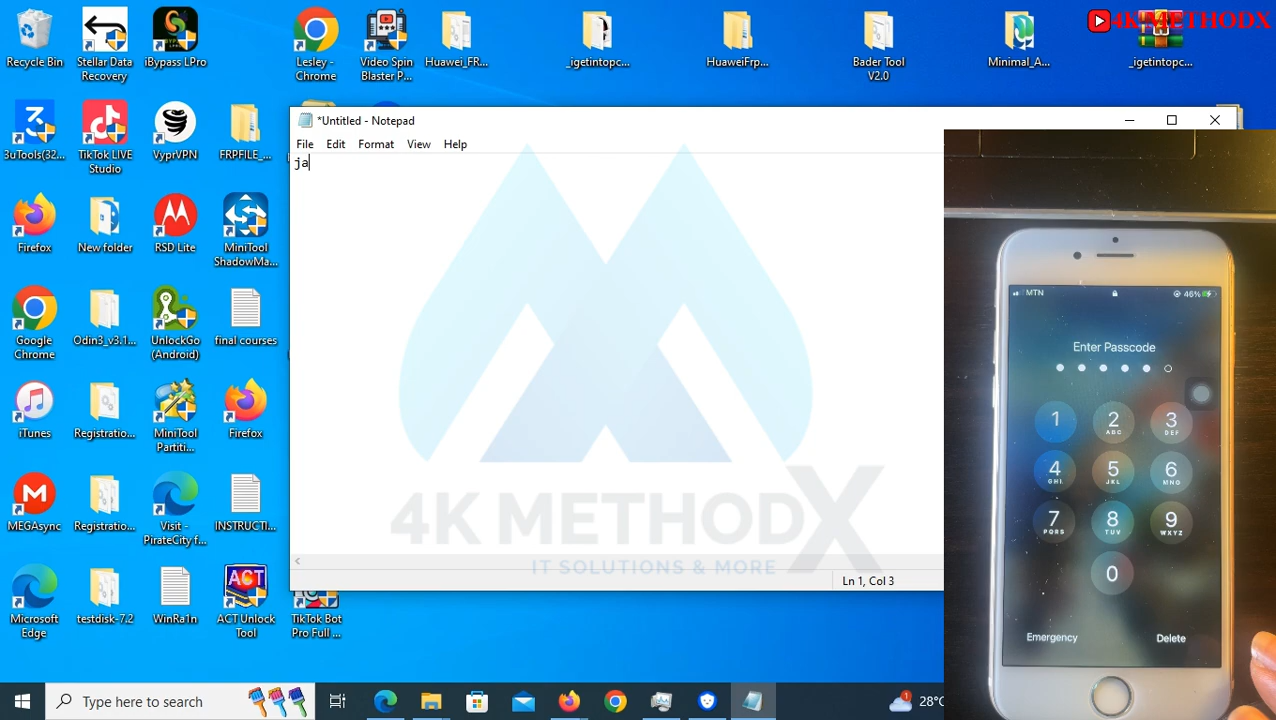 4K METHODX
Recycle Bin
Stellar Data
Recovery
iBypass LPro
Lesley -
Chrome
Video Spin
Blaster P...
Huawei_FR...
_igetintopc...
HuaweiFrp...
Bader Tool
V2.0
Minimal_A...
_igetintopc...
3uTools(32...
TikTok LIVE
Studio
VyprVPN
FRPFILE_...
Firefox
New folder
RSD Lite
MiniTool
ShadowMa...
Google
Chrome
Odin3_v3.1...
UnlockGo
(Android)
final courses
iTunes
Registratio...
MiniTool
Partiti...
Firefox
MEGAsync
Registratio...
Visit -
PirateCity f...
INSTRUCTI...
Microsoft
Edge
testdisk-7.2
WinRa1n
ACT
ACT Unlock
Tool
TikTok Bot
Pro Full ...
*Untitled - Notepad
File Edit Format View Help
ja
4K METHODX
IT SOLUTIONS & MORE
Ln 1, Col 3
MTN
46%
Enter Passcode
1
2
ABC
3
DEF
4
GHI
5
JKL
6
MNO
7
PQRS
8
TUV
9
WXYZ
0
Emergency
Delete
Type here to search
1
28°C